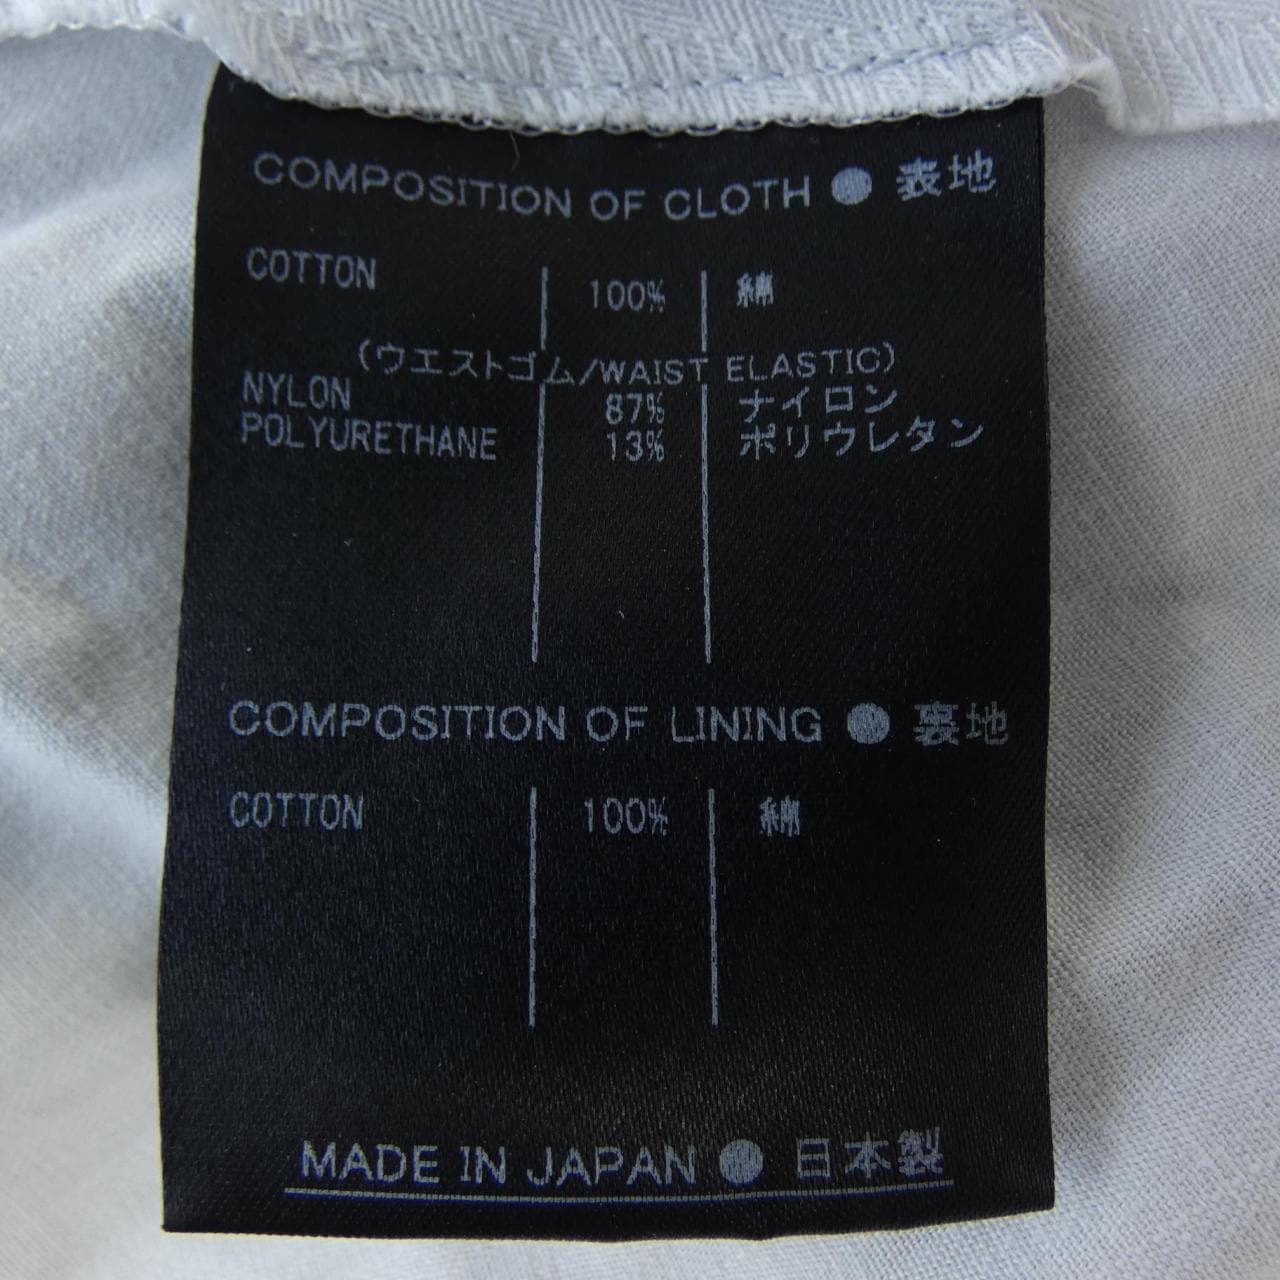 COMPOSITION OF CLOTH ● 表地
COTTON 100% 綿
(ウエストゴム/WAIST ELASTIC)
NYLON 87% ナイロン
POLYURETHANE 13% ポリウレタン
COMPOSITION OF LINING ● 裏地
COTTON 100% 綿
MADE IN JAPAN ● 日本製